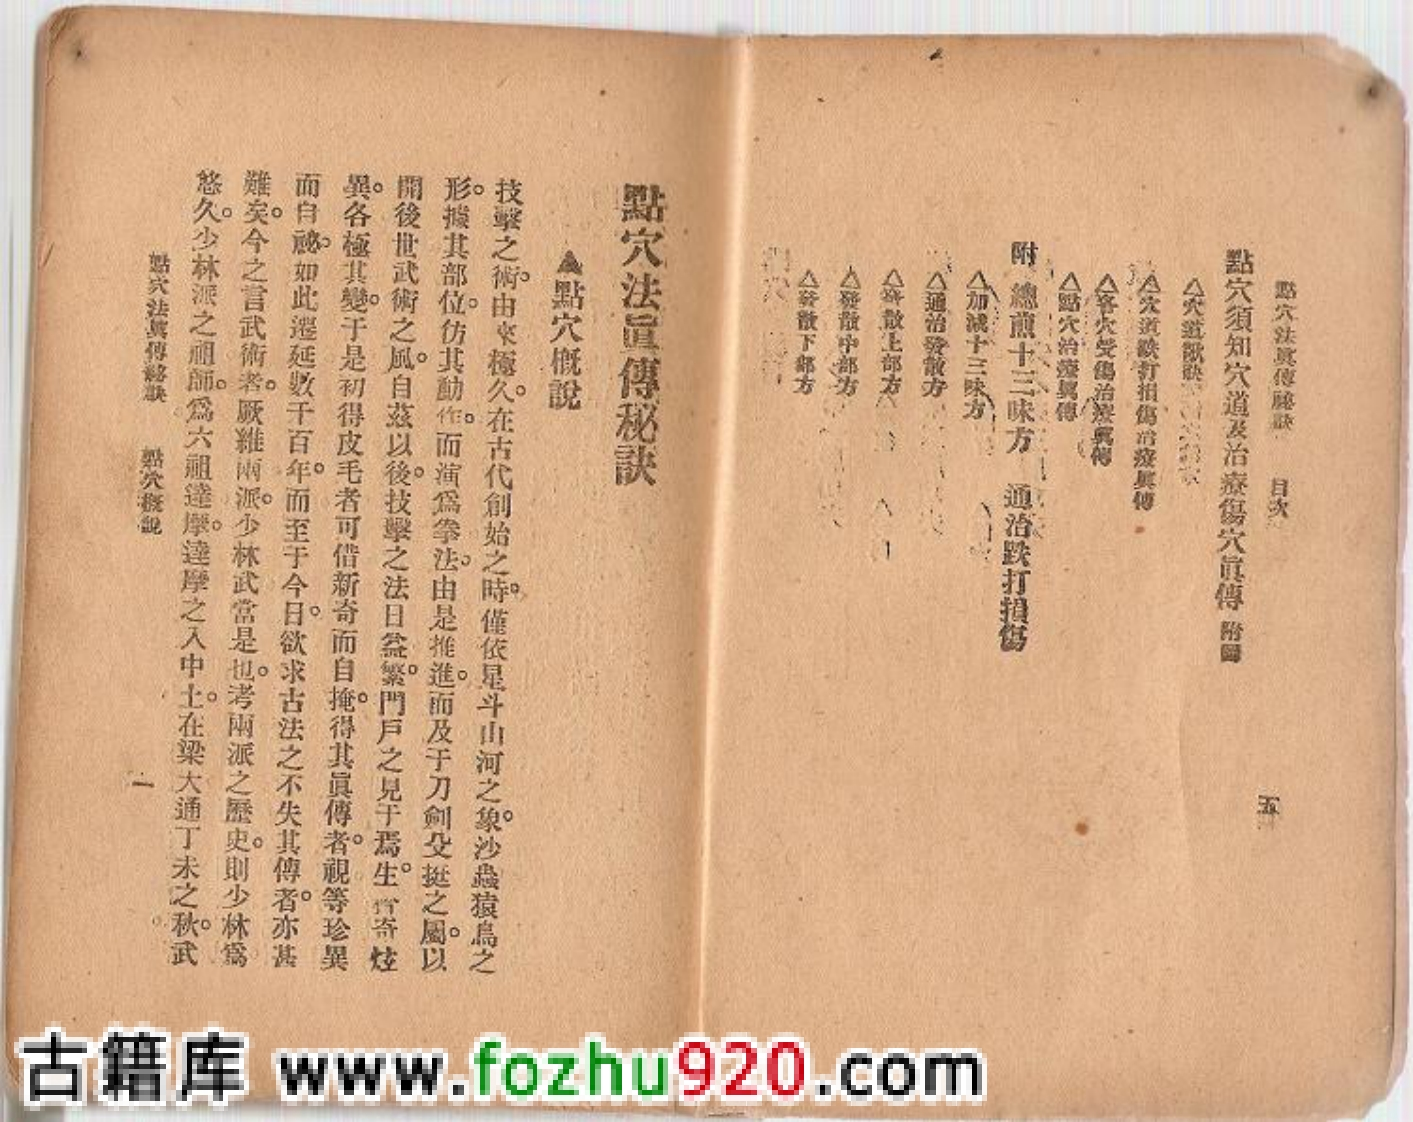 點穴法眞傳秘訣 目次 五
點穴須知穴道及治療傷穴眞傳 附圖
△穴道歌訣
△穴道跌打損傷治療眞傳
△各穴受傷治療眞傳
△點穴治療眞傳
附 總煎十三味方 通治跌打損傷
△加減十三味方
△通治發散方
△發散上部方
△發散中部方
△發散下部方
點穴法眞傳秘訣
▲點穴概說
技擊之術。由來極久。在古代創始之時。僅依星斗山河之象。沙蟲猿鳥之
形。據其部位。仿其動作。而演爲拳法。由是推進。而及于刀劍殳挺之屬。以
開後世武術之風。自茲以後。技擊之法日益繁。門戶之見于焉生。奇炫
異。各極其變。于是初得皮毛者可借新奇而自掩。得其眞傳者。視等珍異
而自祕。如此遷延數千百年。而至于今日。欲求古法之不失其傳者。亦甚
難矣。今之言武術者。厥維兩派。少林武當是也。考兩派之歷史。則少林爲
悠久。少林派之祖師。爲六祖達摩。達摩之入中土。在梁大通丁未之秋。武
點穴法眞傳秘訣 點穴概說 一
古籍库 www.fozhu920.com